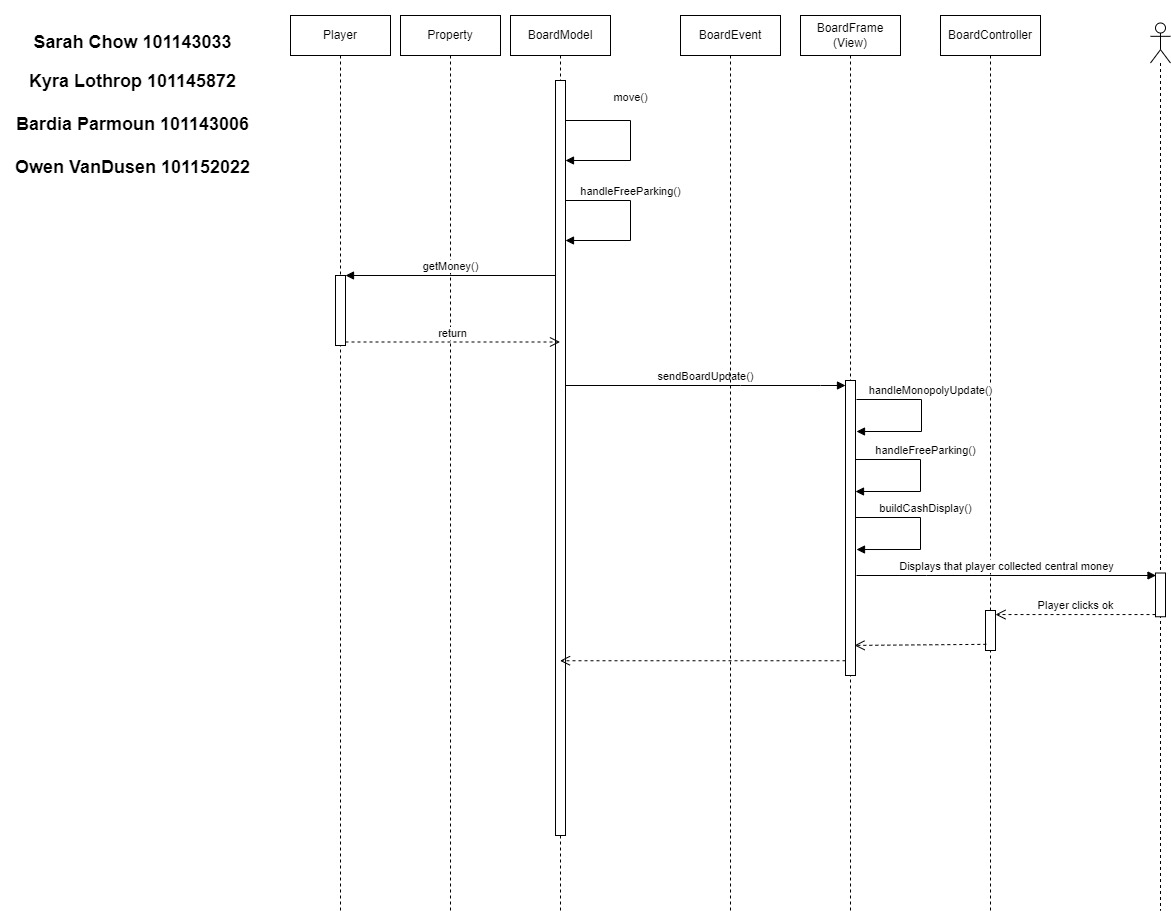 Sarah Chow 101143033
Kyra Lothrop 101145872
Bardia Parmoun 101143006
Owen VanDusen 101152022
Player
Property
BoardModel
BoardEvent
BoardFrame
(View)
BoardController
move()
handleFreeParking()
getMoney()
return
sendBoardUpdate()
handleMonopolyUpdate()
handleFreeParking()
buildCashDisplay()
Displays that player collected central money
Player clicks ok